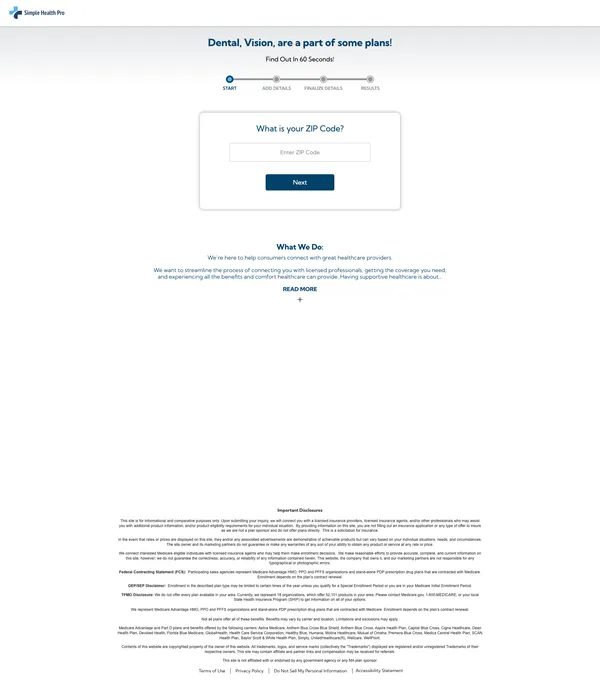 Simple Health Pro
Dental, Vision, are a part of some plans!
Find Out In 60 Seconds!
START
ADD DETAILS
FINALIZE DETAILS
RESULTS
What is your ZIP Code?
Enter ZIP Code
Next
What We Do:
We're here to help consumers connect with great healthcare providers.
We want to streamline the process of connecting you with licensed professionals, getting the coverage you need,
and experiencing all the benefits and comfort healthcare can provide. Having supportive healthcare is about...
READ MORE
+
Important Disclosures
This site is for informational and comparative purposes only. Upon submitting your inquiry, we will connect you with a licensed insurance providers, licensed insurance agents, and/or other professionals who may assist
you with additional product information, and/or product eligibility requirements for your individual situation. By providing information on this site, you are not filling out an insurance application or any type of offer to insure
as we are not a plan sponsor and do not offer plans directly. This is a solicitation for insurance.
In the event that rates or prices are displayed on this site, they and/or any associated advertisements are demonstrative of achievable products but can vary based on your individual situations, needs, and circumstances.
The site owner and its marketing partners do not guarantee or make any warranties of any sort of your ability to obtain any product or service at any rate or price.
We connect interested Medicare eligible individuals with licensed insurance agents who may help them make enrollment decisions. We make reasonable efforts to provide accurate, complete, and current information on
this site, however, we do not guarantee the correctness, accuracy, or reliability of any information contained herein. This website, the company that owns it, and our marketing partners are not responsible for any
typographical or photographic errors.
Federal Contracting Statement (FCS): Participating sales agencies represent Medicare Advantage HMO, PPO and PFFS organizations and stand-alone PDP prescription drug plans that are contracted with Medicare.
Enrollment depends on the plan's contract renewal.
OEP/SEP Disclaimer: Enrollment in the described plan type may be limited to certain times of the year unless you qualify for a Special Enrollment Period or you are in your Medicare Initial Enrollment Period.
TPMO Disclosure: We do not offer every plan available in your area. Currently, we represent 18 organizations, which offer 52,101 products in your area. Please contact Medicare.gov, 1-800-MEDICARE, or your local
State Health Insurance Program (SHIP) to get information on all of your options.
We represent Medicare Advantage HMO, PPO and PFFS organizations and stand-alone PDP prescription drug plans that are contracted with Medicare. Enrollment depends on the plan's contract renewal.
Not all plans offer all of these benefits. Benefits may vary by carrier and location. Limitations and exclusions may apply.
Medicare Advantage and Part D plans and benefits offered by the following carriers: Aetna Medicare, Anthem Blue Cross Blue Shield, Anthem Blue Cross, Aspire Health Plan, Capital Blue Cross, Cigna Healthcare, Dean
Health Plan, Devoted Health, Florida Blue Medicare, GlobalHealth, Health Care Service Corporation, Healthy Blue, Humana, Molina Healthcare, Mutual of Omaha, Premera Blue Cross, Medica Central Health Plan, SCAN
Health Plan, Baylor Scott & White Health Plan, Simply, UnitedHealthcare(R), Wellcare, WellPoint.
Contents of this website are copyrighted property of the owner of this website. All trademarks, logos, and service marks (collectively the "Trademarks") displayed are registered and/or unregistered Trademarks of their
respective owners. This site may contain affiliate and partner links and compensation may be received for referrals.
This site is not affiliated with or endorsed by any government agency or any MA plan sponsor.
Terms of Use | Privacy Policy | Do Not Sell My Personal Information | Accessibility Statement